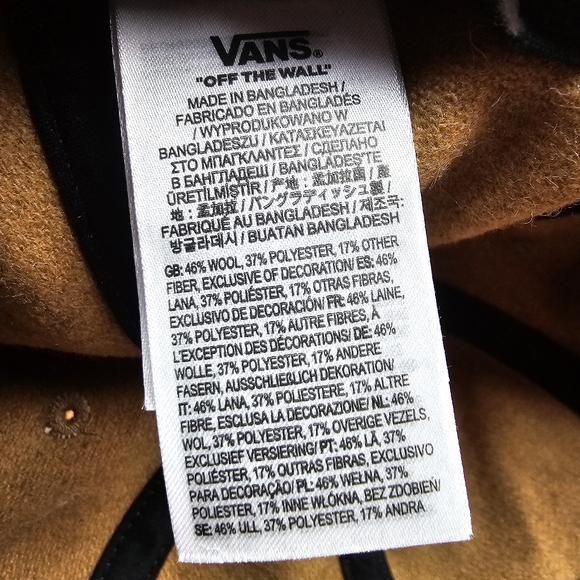 VANS®
"OFF THE WALL"
MADE IN BANGLADESH /
FABRICADO EN BANGLADÉS
/ WYPRODUKOWANO W
BANGLADESZU / ΚΑΤΑΣΚΕΥΑΖΕΤΑΙ
ΣΤΟ ΜΠΑΓΚΛΑΝΤΕΣ / СДЕЛАНО
В БАНГЛАДЕШ / BANGLADEŞ'TE
ÜRETİLMİŞTİR / 产地:孟加拉国 / 產
地:孟加拉 / バングラディッシュ製 /
FABRIQUÉ AU BANGLADESH / 제조국:
방글라데시 / BUATAN BANGLADESH
GB: 46% WOOL, 37% POLYESTER, 17% OTHER
FIBER, EXCLUSIVE OF DECORATION/ ES: 46%
LANA, 37% POLIÉSTER, 17% OTRAS FIBRAS,
EXCLUSIVO DE DECORACIÓN/ FR: 46% LAINE,
37% POLYESTER, 17% AUTRE FIBRES, À
L'EXCEPTION DES DÉCORATIONS/ DE: 46%
WOLLE, 37% POLYESTER, 17% ANDERE
FASERN, AUSSCHLIEßLICH DEKORATION/
IT: 46% LANA, 37% POLIESTERE, 17% ALTRE
FIBRE, ESCLUSA LA DECORAZIONE/ NL: 46%
WOL, 37% POLYESTER, 17% OVERIGE VEZELS,
EXCLUSIEF VERSIERING/ PT: 46% LÃ, 37%
POLIÉSTER, 17% OUTRAS FIBRAS, EXCLUSIVO
PARA DECORAÇÃO/ PL: 46% WEŁNA, 37%
POLIESTER, 17% INNE WŁÓKNA, BEZ ZDOBIEŃ/
SE: 46% ULL, 37% POLYESTER, 17% ANDRA